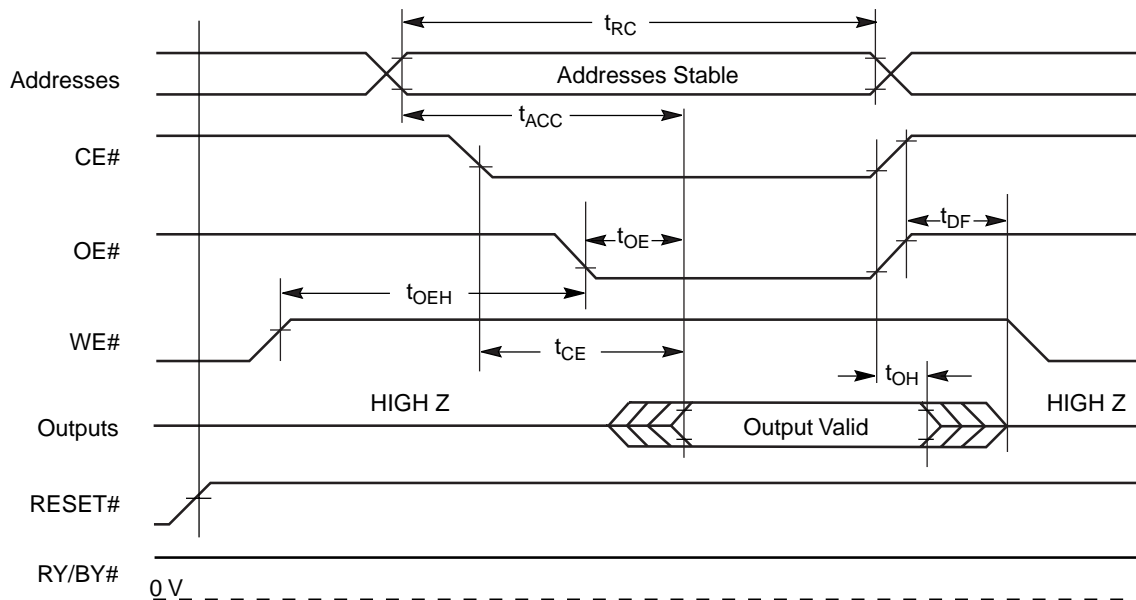 tRC
Addresses
Addresses Stable
tACC
CE#
tDF
OE#
tOE
tOEH
WE#
tCE
tOH
HIGH Z
HIGH Z
Outputs
Output Valid
RESET#
RY/BY#
0 V